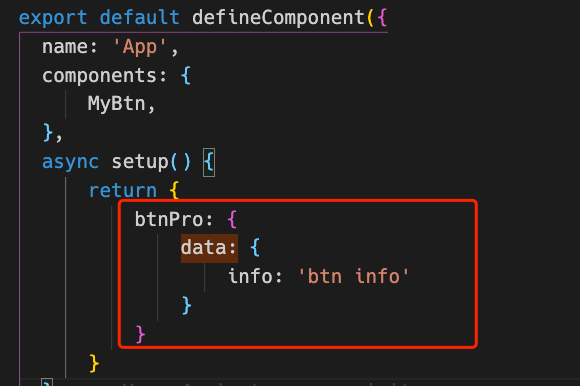 export default defineComponent({
name: 'App',
components: {
MyBtn,
},
async setup() {
return {
btnPro: {
data: {
info: 'btn info'
}
}
}